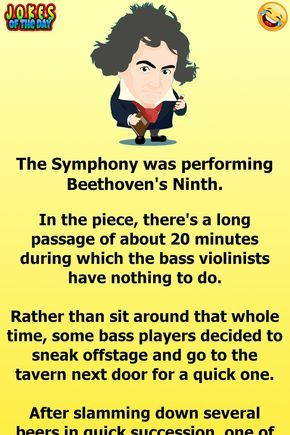 JOKES
OF THE DAY
The Symphony was performing
Beethoven's Ninth.
In the piece, there's a long
passage of about 20 minutes
during which the bass violinists
have nothing to do.
Rather than sit around that whole
time, some bass players decided to
sneak offstage and go to the
tavern next door for a quick one.
After slamming down several
beers in quick succession, one of